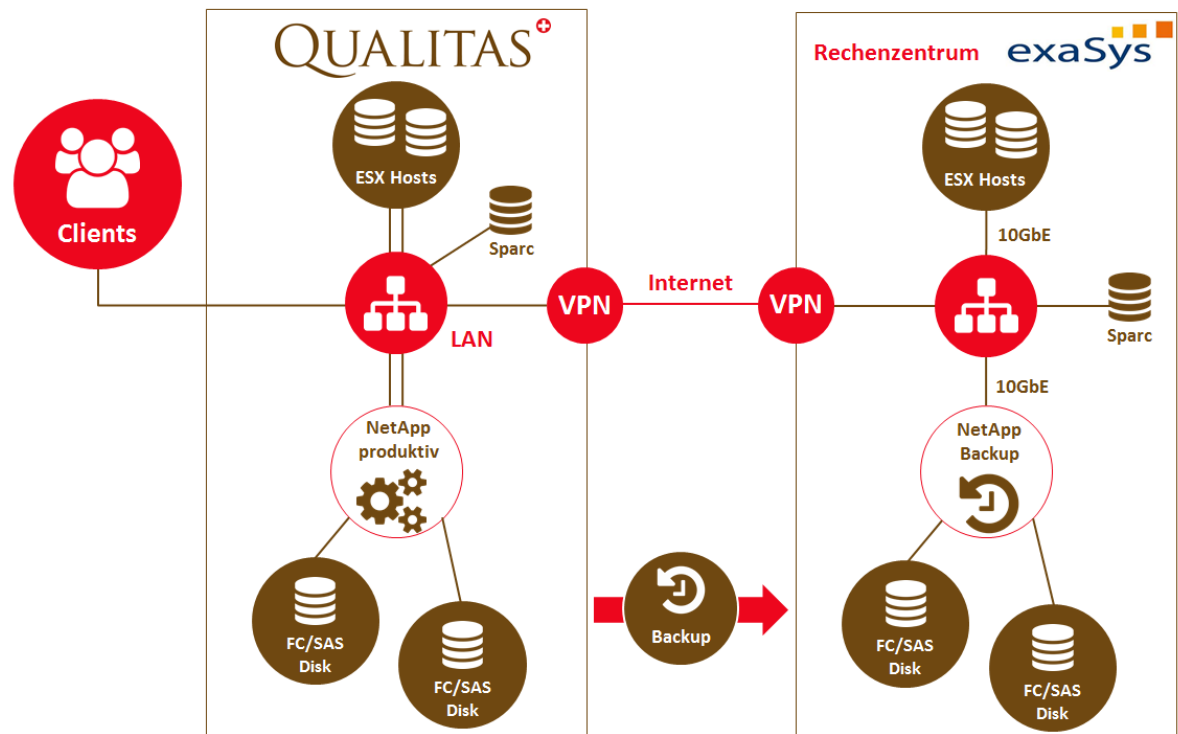 QUALITAS
Rechenzentrum
exaSys
Clients
ESX Hosts
Sparc
LAN
VPN
Internet
VPN
ESX Hosts
10GbE
Sparc
10GbE
NetApp
produktiv
FC/SAS
Disk
FC/SAS
Disk
Backup
NetApp
Backup
FC/SAS
Disk
FC/SAS
Disk